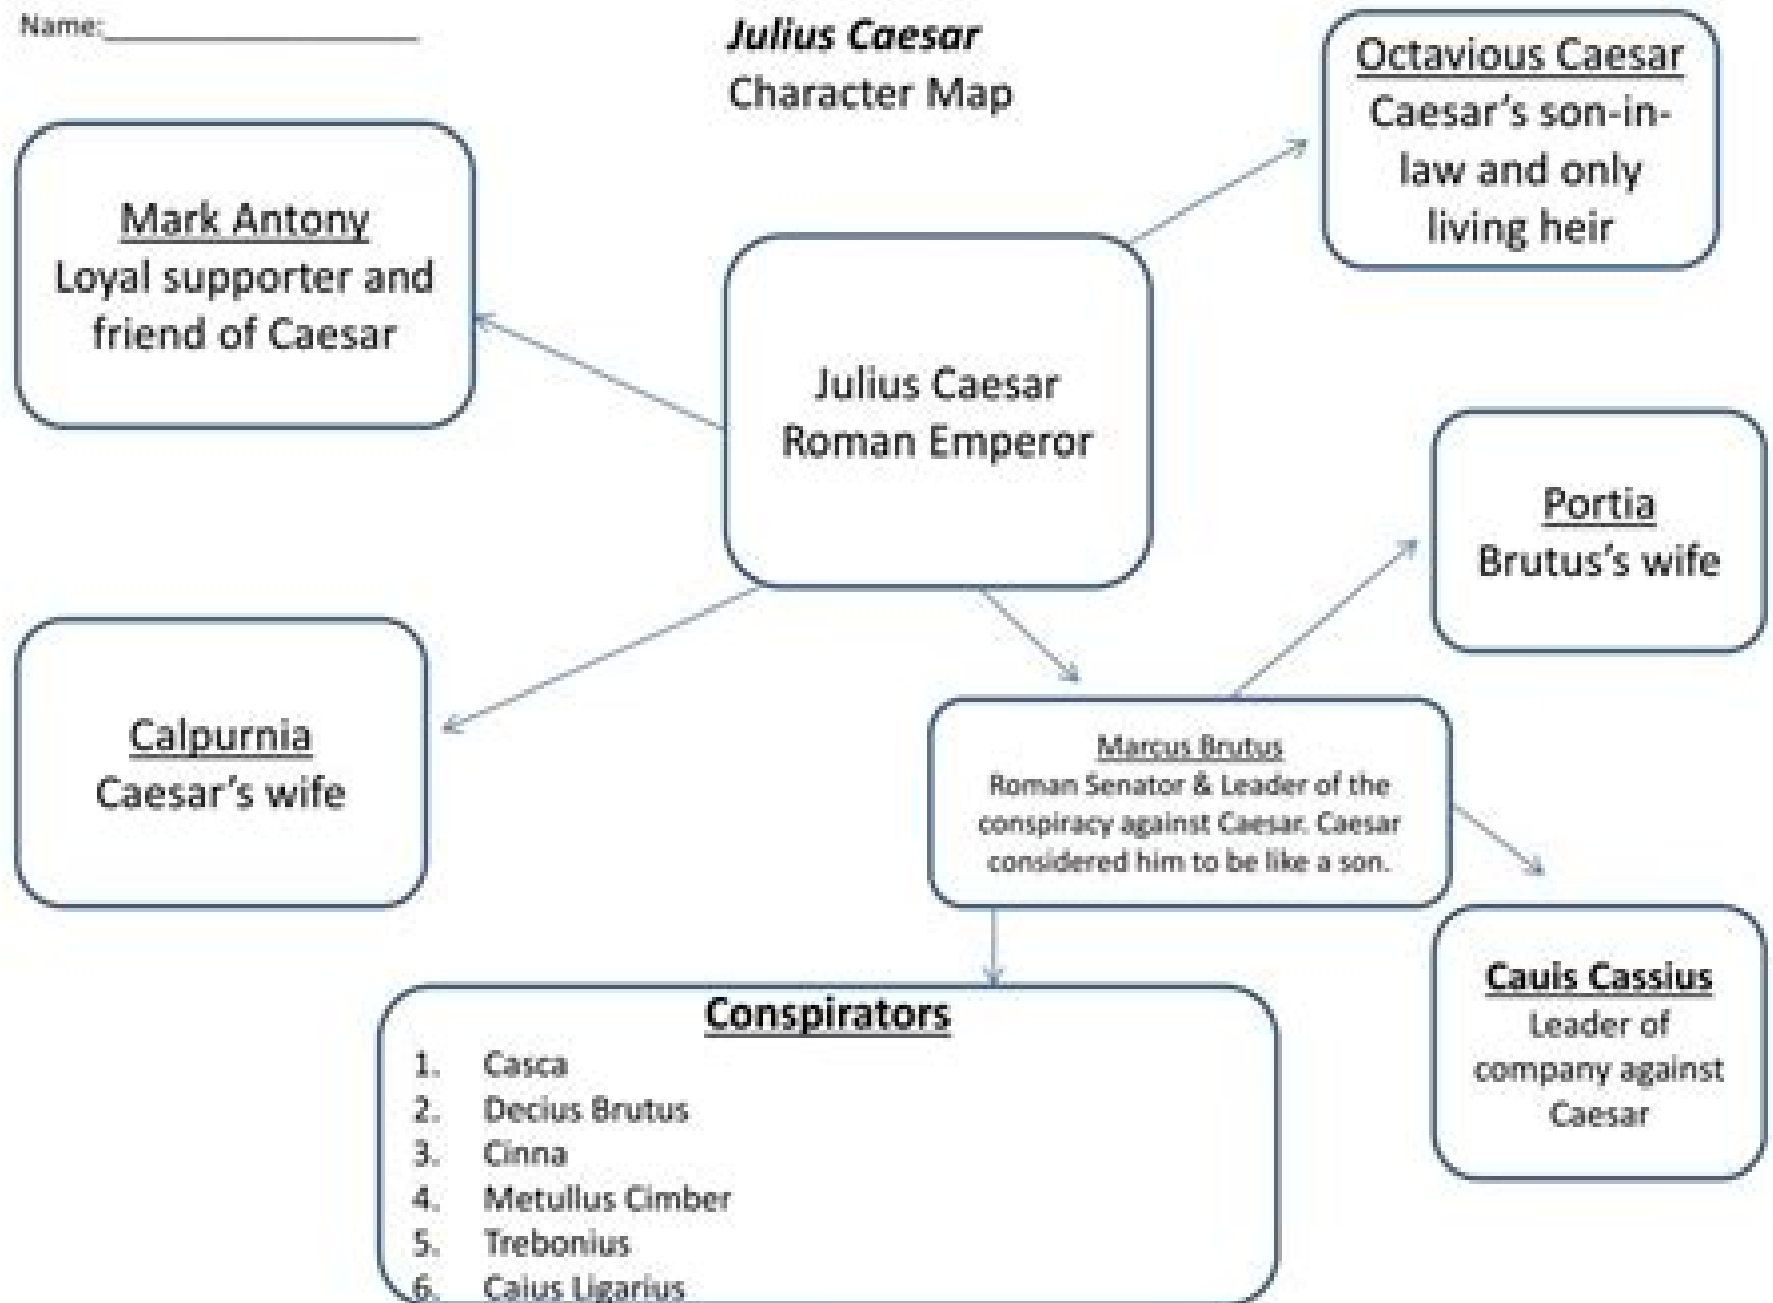 Name:____________________
Julius Caesar
Character Map
Octavious Caesar
Caesar's son-in-
law and only
living heir
Mark Antony
Loyal supporter and
friend of Caesar
Julius Caesar
Roman Emperor
Portia
Brutus's wife
Calpurnia
Caesar's wife
Marcus Brutus
Roman Senator & Leader of the
conspiracy against Caesar. Caesar
considered him to be like a son.
Cauis Cassius
Leader of
company against
Caesar
Conspirators
1. Casca
2. Decius Brutus
3. Cinna
4. Metullus Cimber
5. Trebonius
6. Caius Ligarius